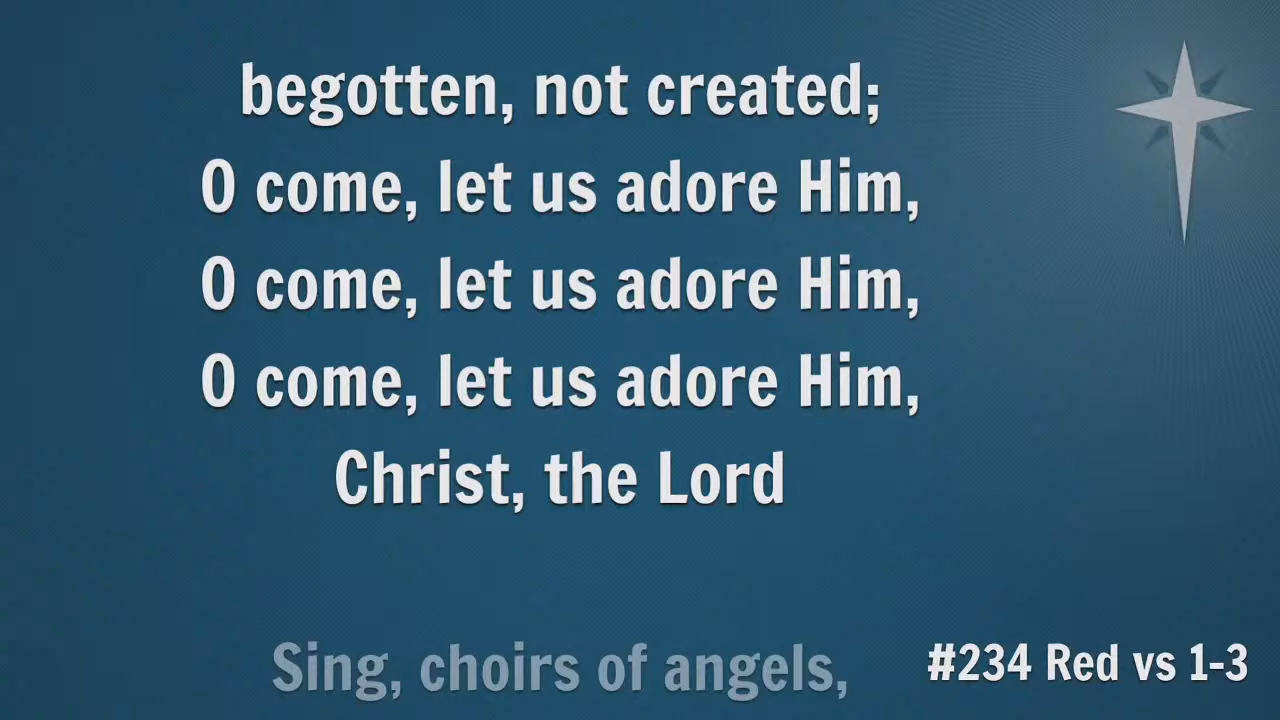 begotten, not created;
O come, let us adore Him,
O come, let us adore Him,
O come, let us adore Him,
Christ, the Lord
Sing, choirs of angels,
#234 Red vs 1-3